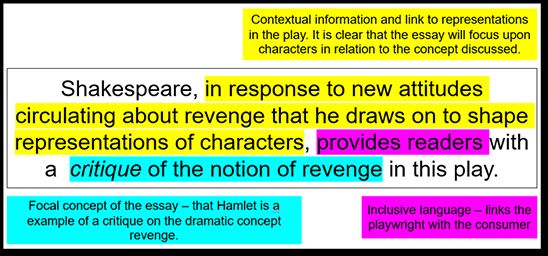 Contextual information and link to representations
in the play. It is clear that the essay will focus upon
characters in relation to the concept discussed.
Shakespeare, in response to new attitudes
circulating about revenge that he draws on to shape
representations of characters, provides readers with
a critique of the notion of revenge in this play.
Focal concept of the essay – that Hamlet is a
example of a critique on the dramatic concept
revenge.
Inclusive language – links the
playwright with the consumer